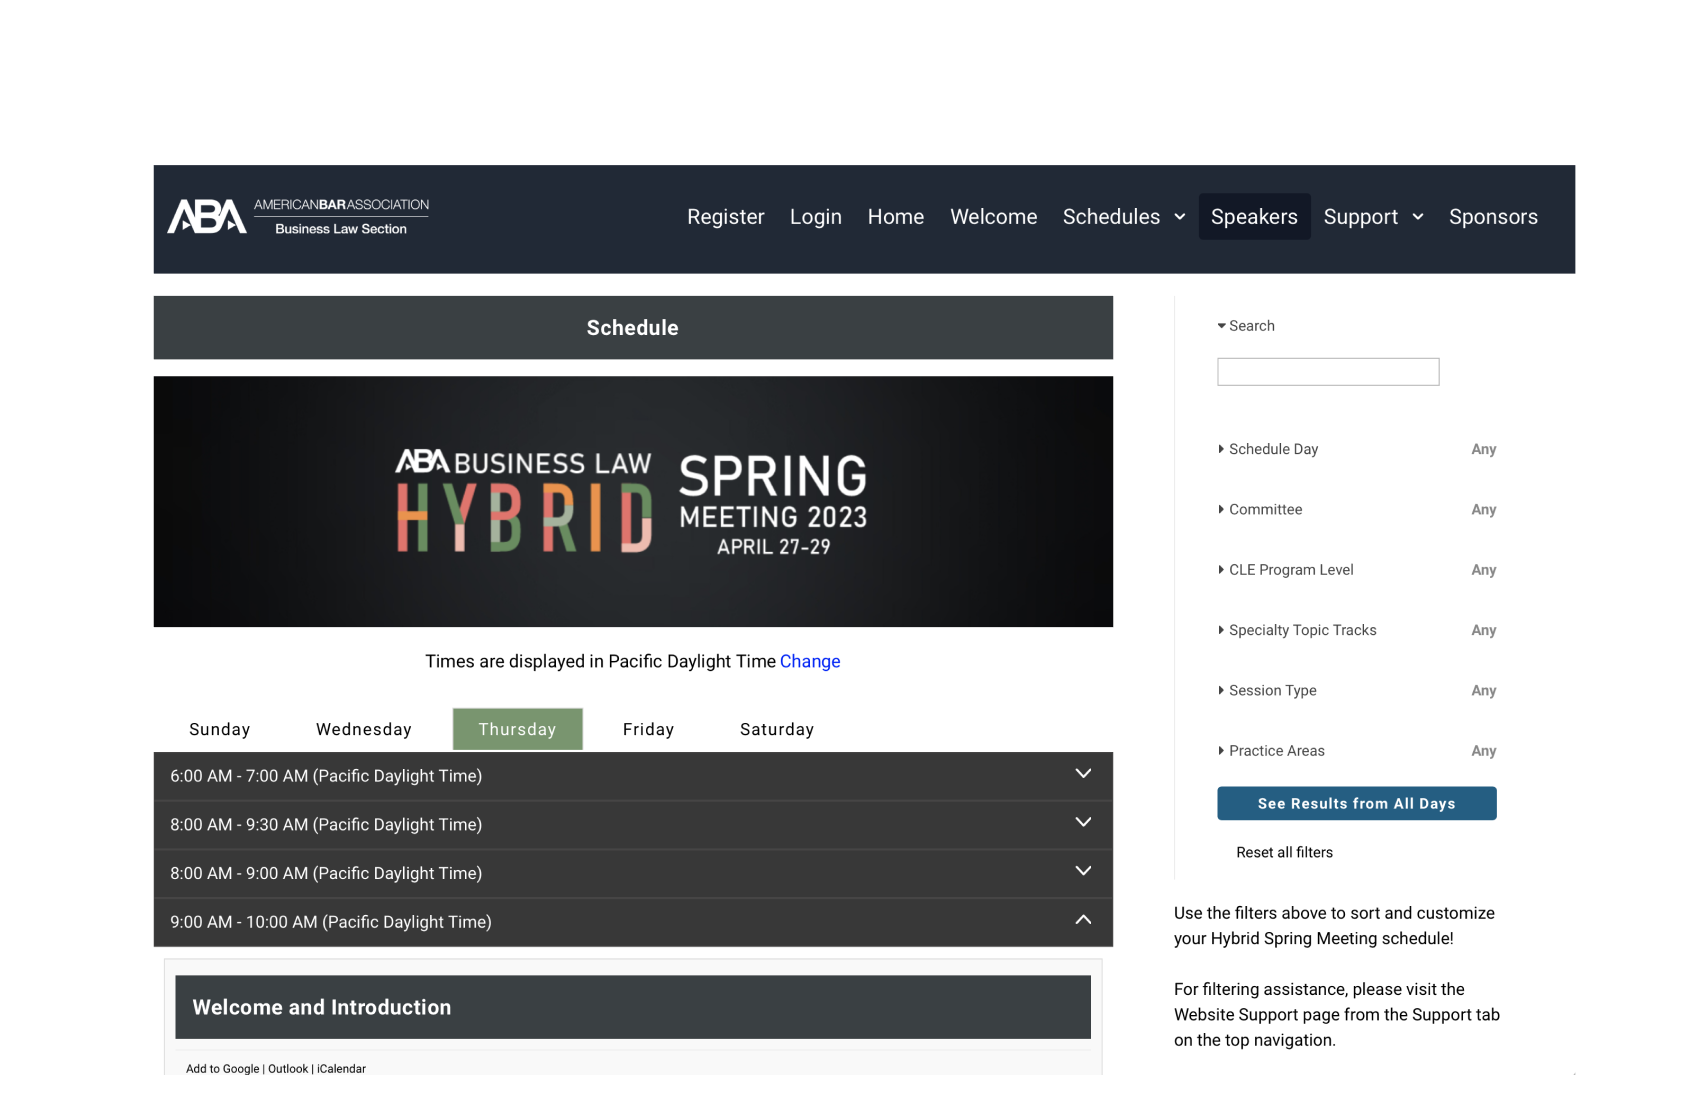 ABA AMERICANBARASSOCIATION
Business Law Section
Register Login Home Welcome Schedules Speakers Support Sponsors
Schedule
ABA BUSINESS LAW
HYBRID
SPRING
MEETING 2023
APRIL 27-29
Times are displayed in Pacific Daylight Time Change
Sunday Wednesday Thursday Friday Saturday
6:00 AM - 7:00 AM (Pacific Daylight Time)
8:00 AM - 9:30 AM (Pacific Daylight Time)
8:00 AM - 9:00 AM (Pacific Daylight Time)
9:00 AM - 10:00 AM (Pacific Daylight Time)
Welcome and Introduction
Add to Google | Outlook | iCalendar
Search
Schedule Day Any
Committee Any
CLE Program Level Any
Specialty Topic Tracks Any
Session Type Any
Practice Areas Any
See Results from All Days
Reset all filters
Use the filters above to sort and customize
your Hybrid Spring Meeting schedule!
For filtering assistance, please visit the
Website Support page from the Support tab
on the top navigation.